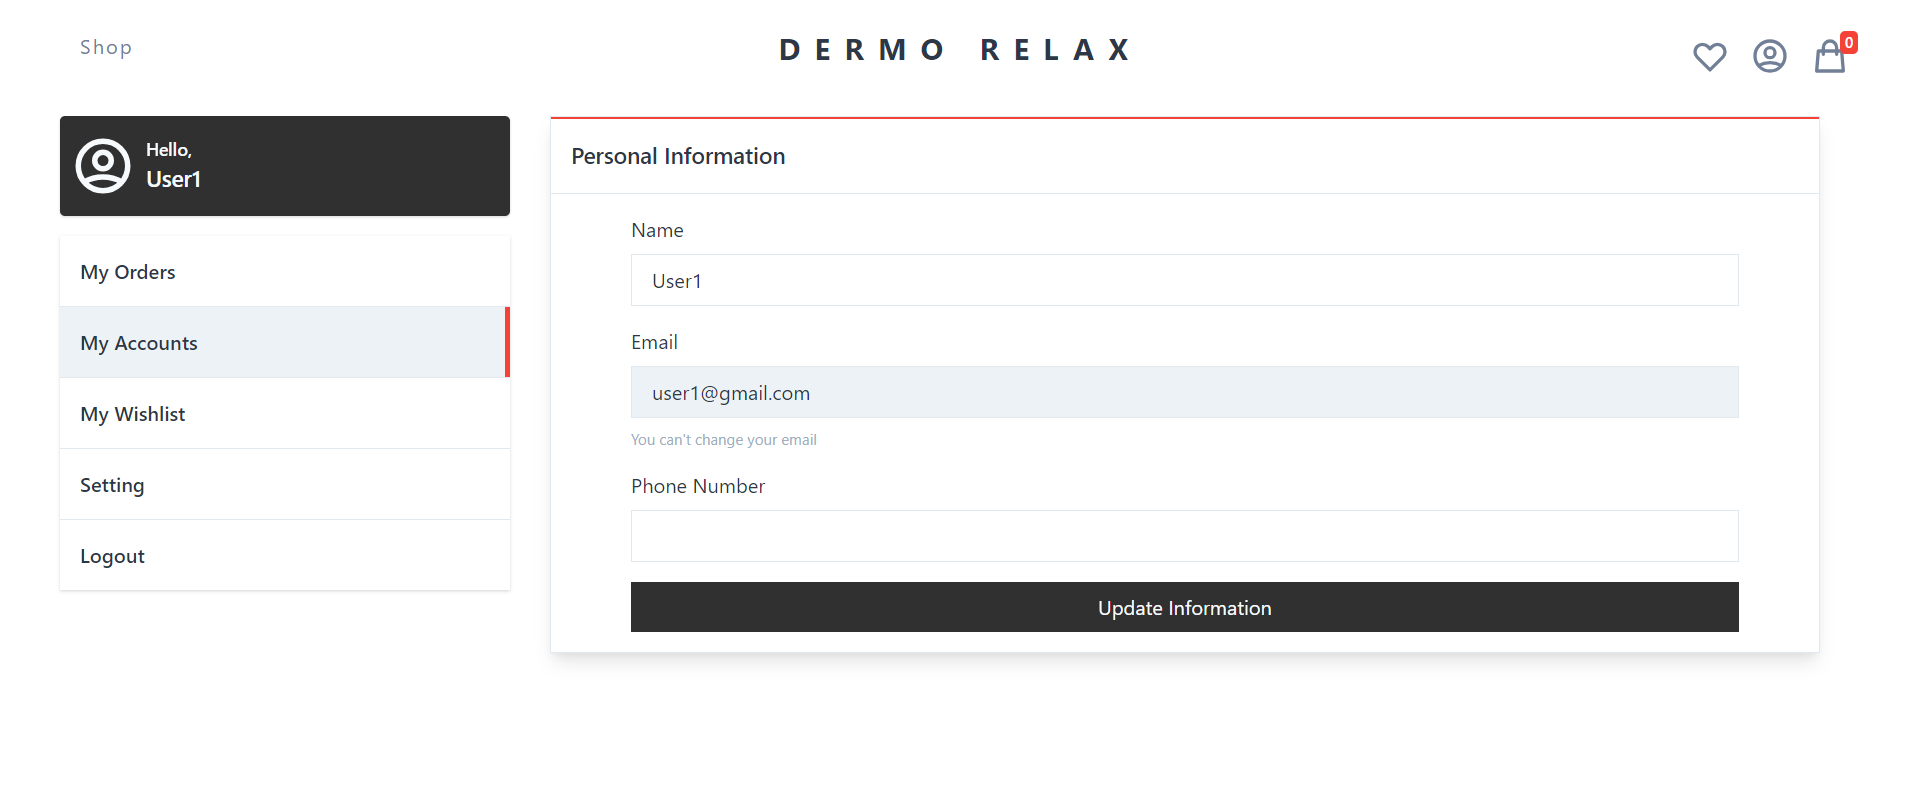 Shop
DERMO RELAX
0
Hello,
User1
My Orders
My Accounts
My Wishlist
Setting
Logout
Personal Information
Name
User1
Email
user1@gmail.com
You can't change your email
Phone Number
Update Information